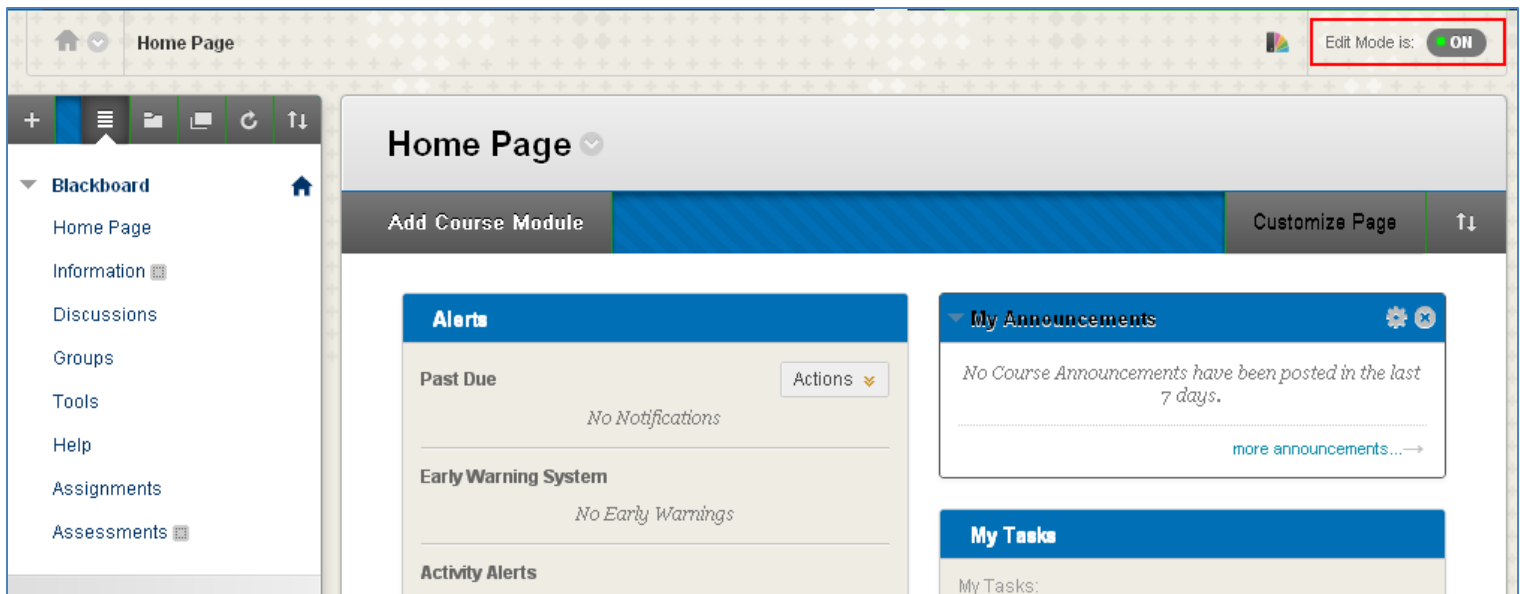 Home Page
Edit Mode is: ON
Blackboard
Home Page
Information
Discussions
Groups
Tools
Help
Assignments
Assessments
Home Page
Add Course Module
Customize Page
Alerts
Past Due
Actions
No Notifications
Early Warning System
No Early Warnings
Activity Alerts
My Announcements
No Course Announcements have been posted in the last
7 days.
more announcements...→
My Tasks
My Tasks: